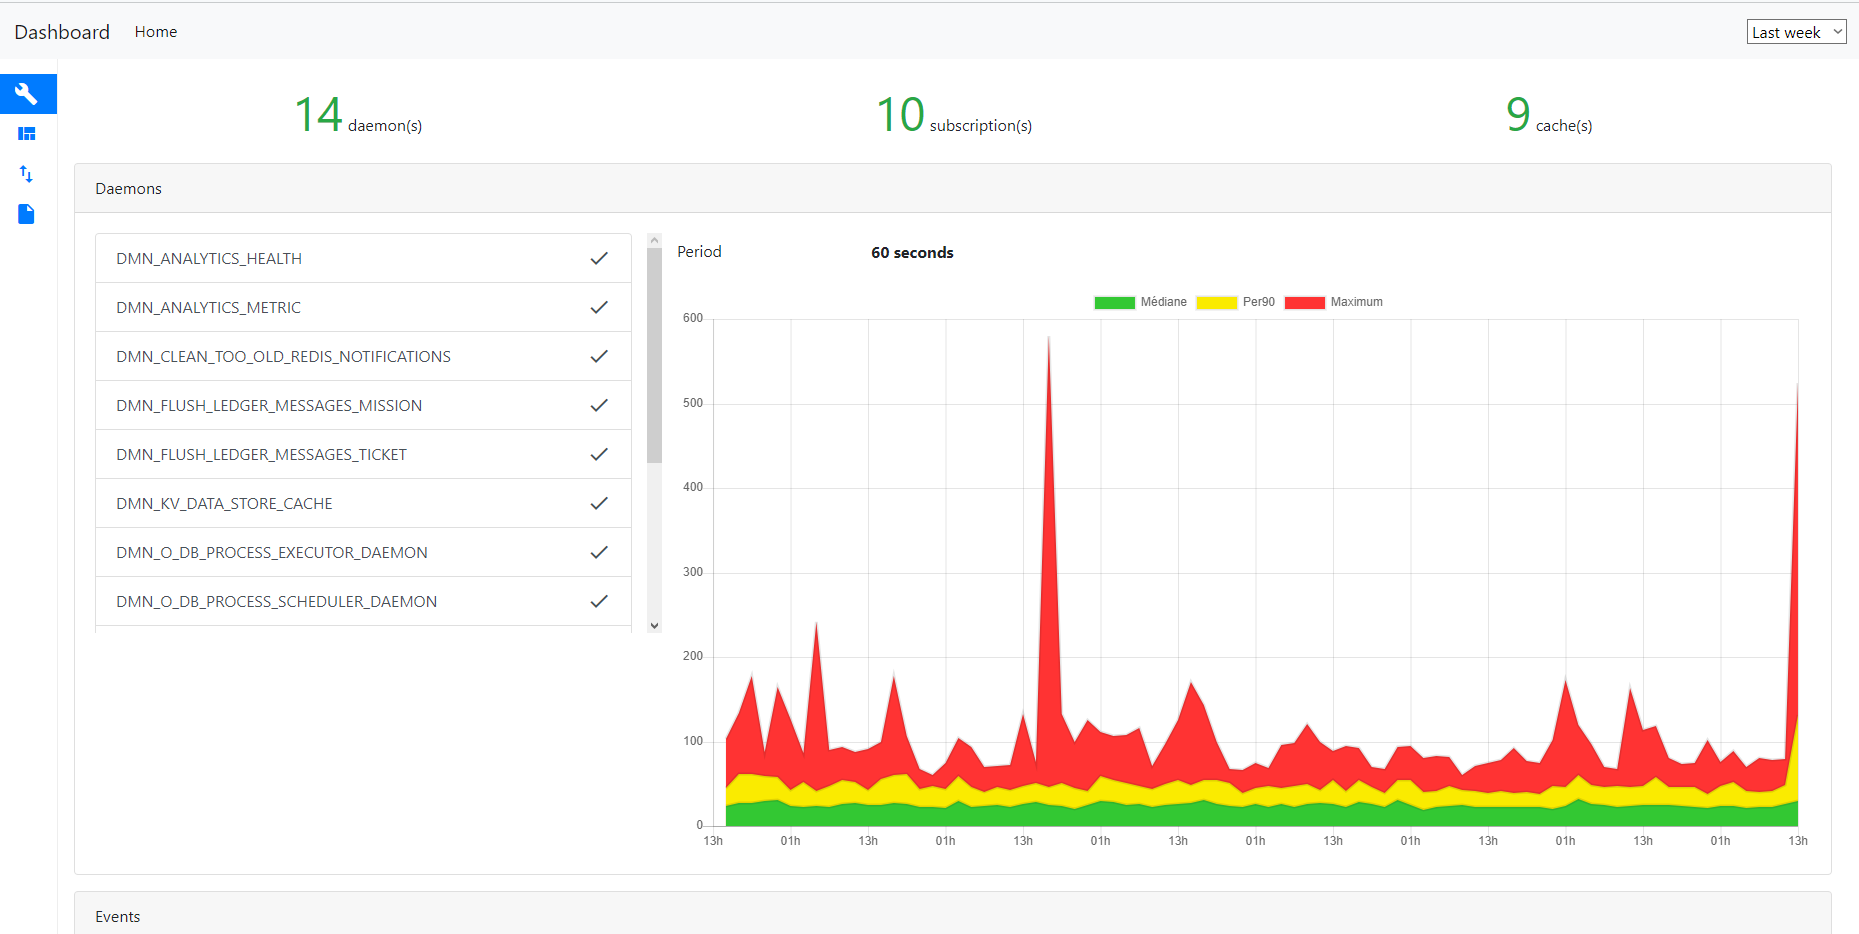 Dashboard Home Last week
14 daemon(s) 10 subscription(s) 9 cache(s)
Daemons
DMN_ANALYTICS_HEALTH
DMN_ANALYTICS_METRIC
DMN_CLEAN_TOO_OLD_REDIS_NOTIFICATIONS
DMN_FLUSH_LEDGER_MESSAGES_MISSION
DMN_FLUSH_LEDGER_MESSAGES_TICKET
DMN_KV_DATA_STORE_CACHE
DMN_O_DB_PROCESS_EXECUTOR_DAEMON
DMN_O_DB_PROCESS_SCHEDULER_DAEMON
Period 60 seconds
Médiane Per90 Maximum
600
500
400
300
200
100
0
13h 01h 13h 01h 13h 01h 13h 01h 13h 01h 13h 01h 13h 01h 13h
Events